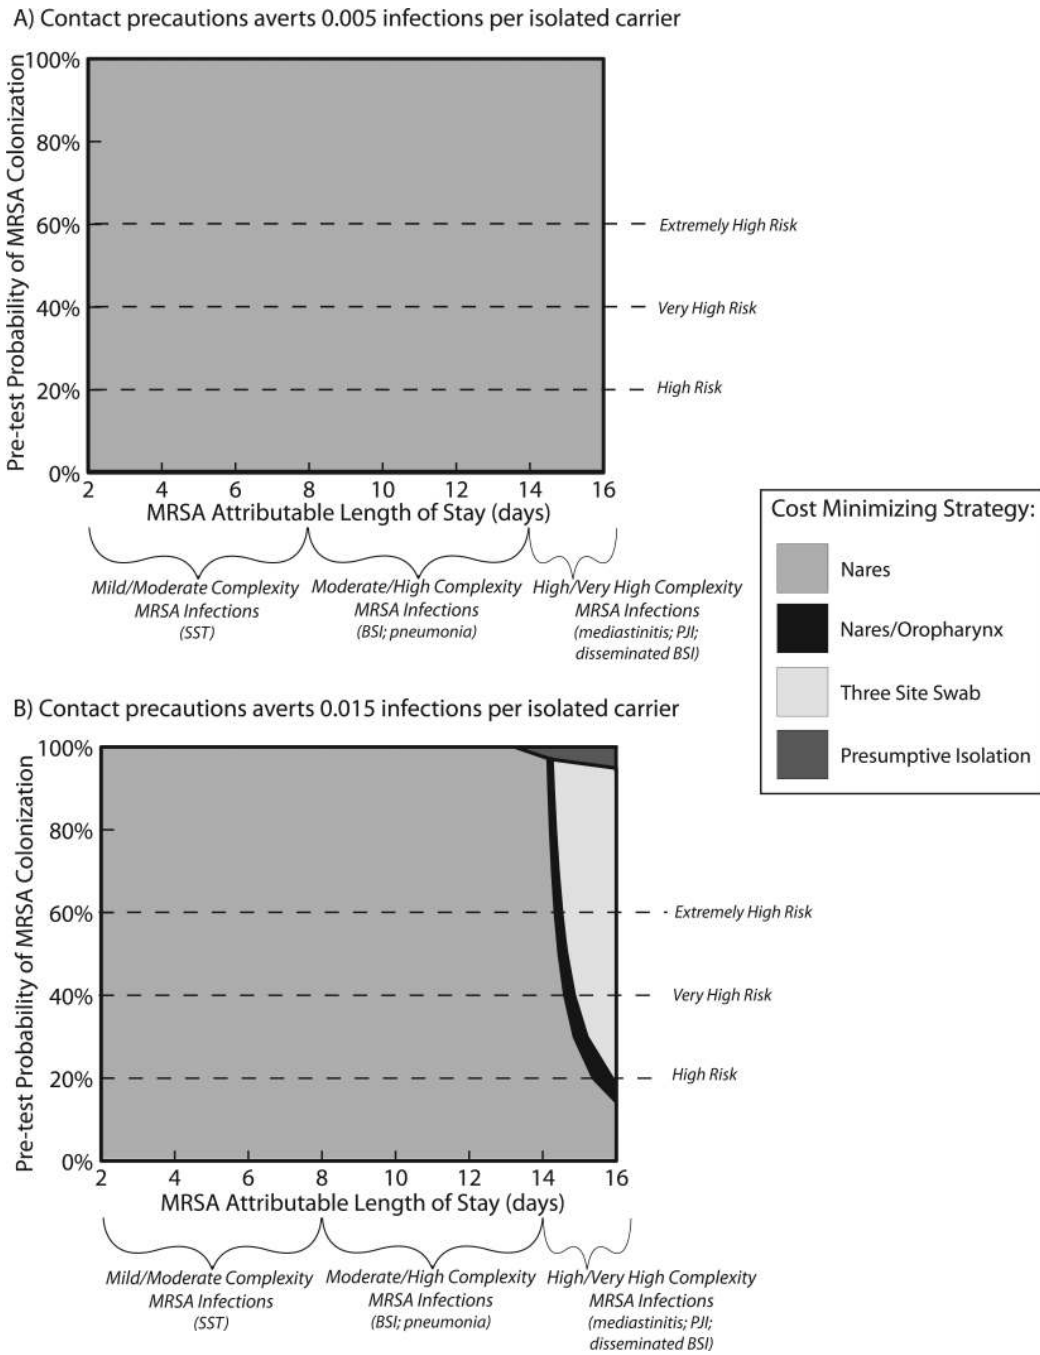 A) Contact precautions averts 0.005 infections per isolated carrier
Pre-test Probability of MRSA Colonization
100%
80%
60%
40%
20%
0%
Extremely High Risk
Very High Risk
High Risk
2 4 6 8 10 12 14 16
MRSA Attributable Length of Stay (days)
Mild/Moderate Complexity
MRSA Infections
(SST)
Moderate/High Complexity
MRSA Infections
(BSI; pneumonia)
High/Very High Complexity
MRSA Infections
(mediastinitis; PJI;
disseminated BSI)
Cost Minimizing Strategy:
Nares
Nares/Oropharynx
Three Site Swab
Presumptive Isolation
B) Contact precautions averts 0.015 infections per isolated carrier
Pre-test Probability of MRSA Colonization
100%
80%
60%
40%
20%
0%
Extremely High Risk
Very High Risk
High Risk
2 4 6 8 10 12 14 16
MRSA Attributable Length of Stay (days)
Mild/Moderate Complexity
MRSA Infections
(SST)
Moderate/High Complexity
MRSA Infections
(BSI; pneumonia)
High/Very High Complexity
MRSA Infections
(mediastinitis; PJI;
disseminated BSI)